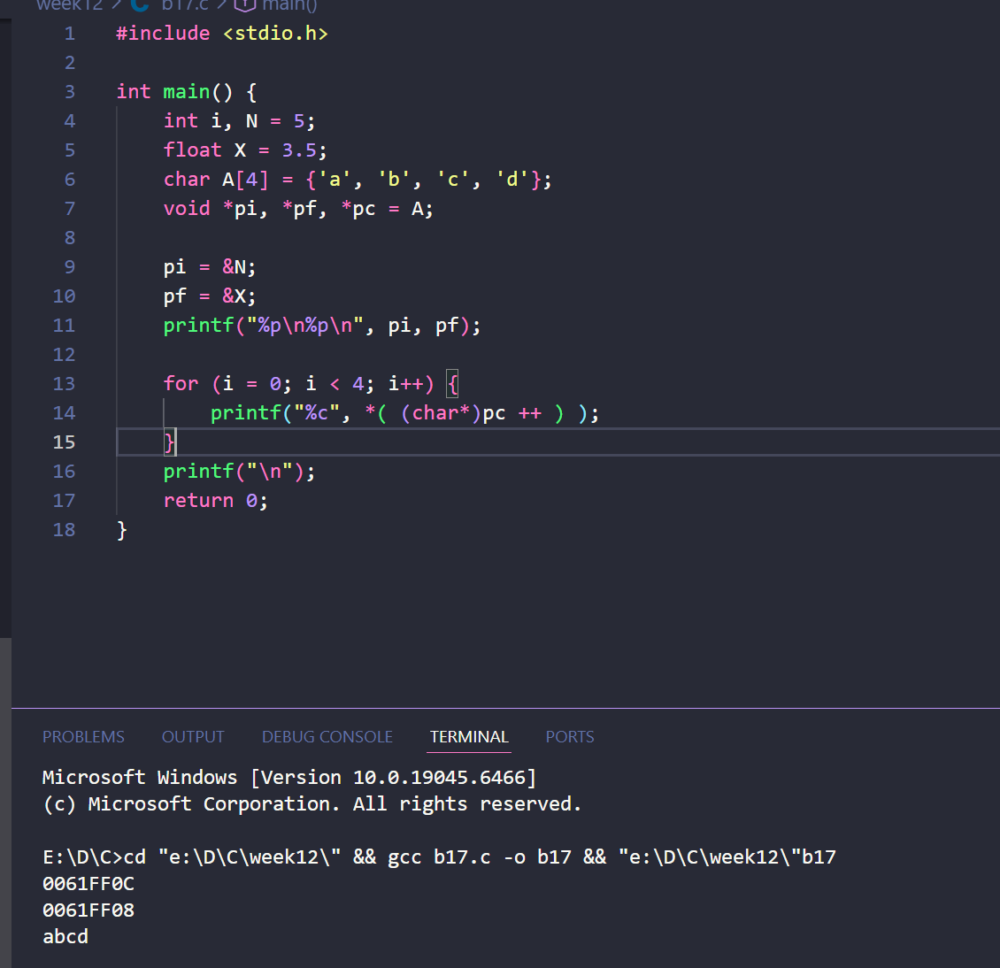 week12 > C b17.c > main()
1 #include <stdio.h>
2
3 int main() {
4     int i, N = 5;
5     float X = 3.5;
6     char A[4] = {'a', 'b', 'c', 'd'};
7     void *pi, *pf, *pc = A;
8
9     pi = &N;
10     pf = &X;
11     printf("%p\n%p\n", pi, pf);
12
13     for (i = 0; i < 4; i++) {
14         printf("%c", *( (char*)pc ++ ) );
15     }
16     printf("\n");
17     return 0;
18 }
PROBLEMS OUTPUT DEBUG CONSOLE TERMINAL PORTS
Microsoft Windows [Version 10.0.19045.6466]
(c) Microsoft Corporation. All rights reserved.
E:\D\C>cd "e:\D\C\week12\" && gcc b17.c -o b17 && "e:\D\C\week12\"b17
0061FF0C
0061FF08
abcd